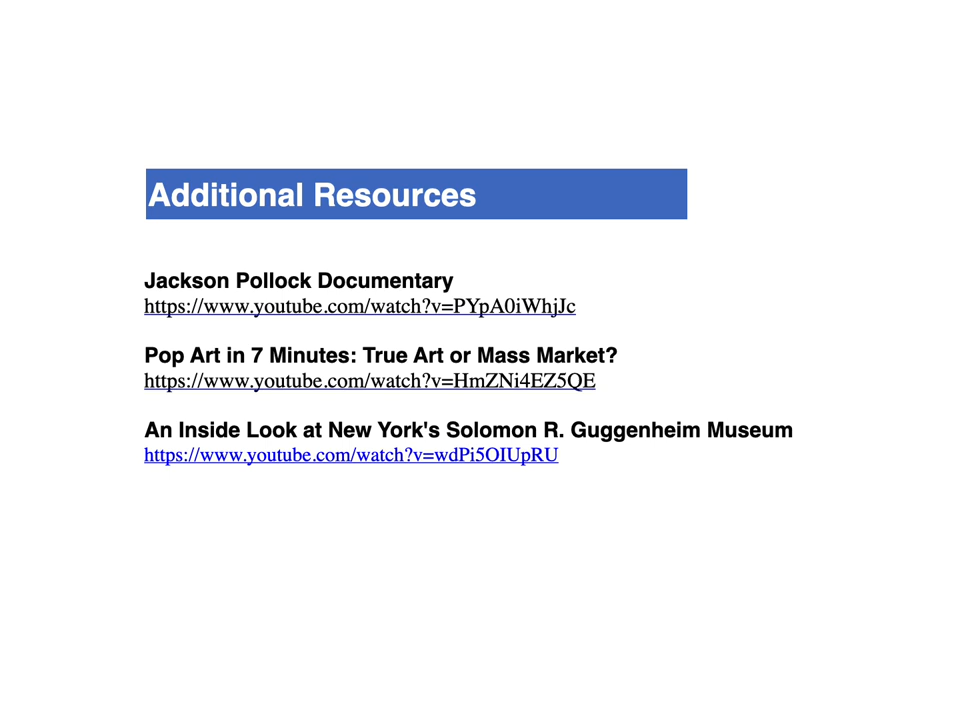 Additional Resources
Jackson Pollock Documentary
https://www.youtube.com/watch?v=PYpA0iWhjJc
Pop Art in 7 Minutes: True Art or Mass Market?
https://www.youtube.com/watch?v=HmZNi4EZ5QE
An Inside Look at New York's Solomon R. Guggenheim Museum
https://www.youtube.com/watch?v=wdPi5OIUpRU